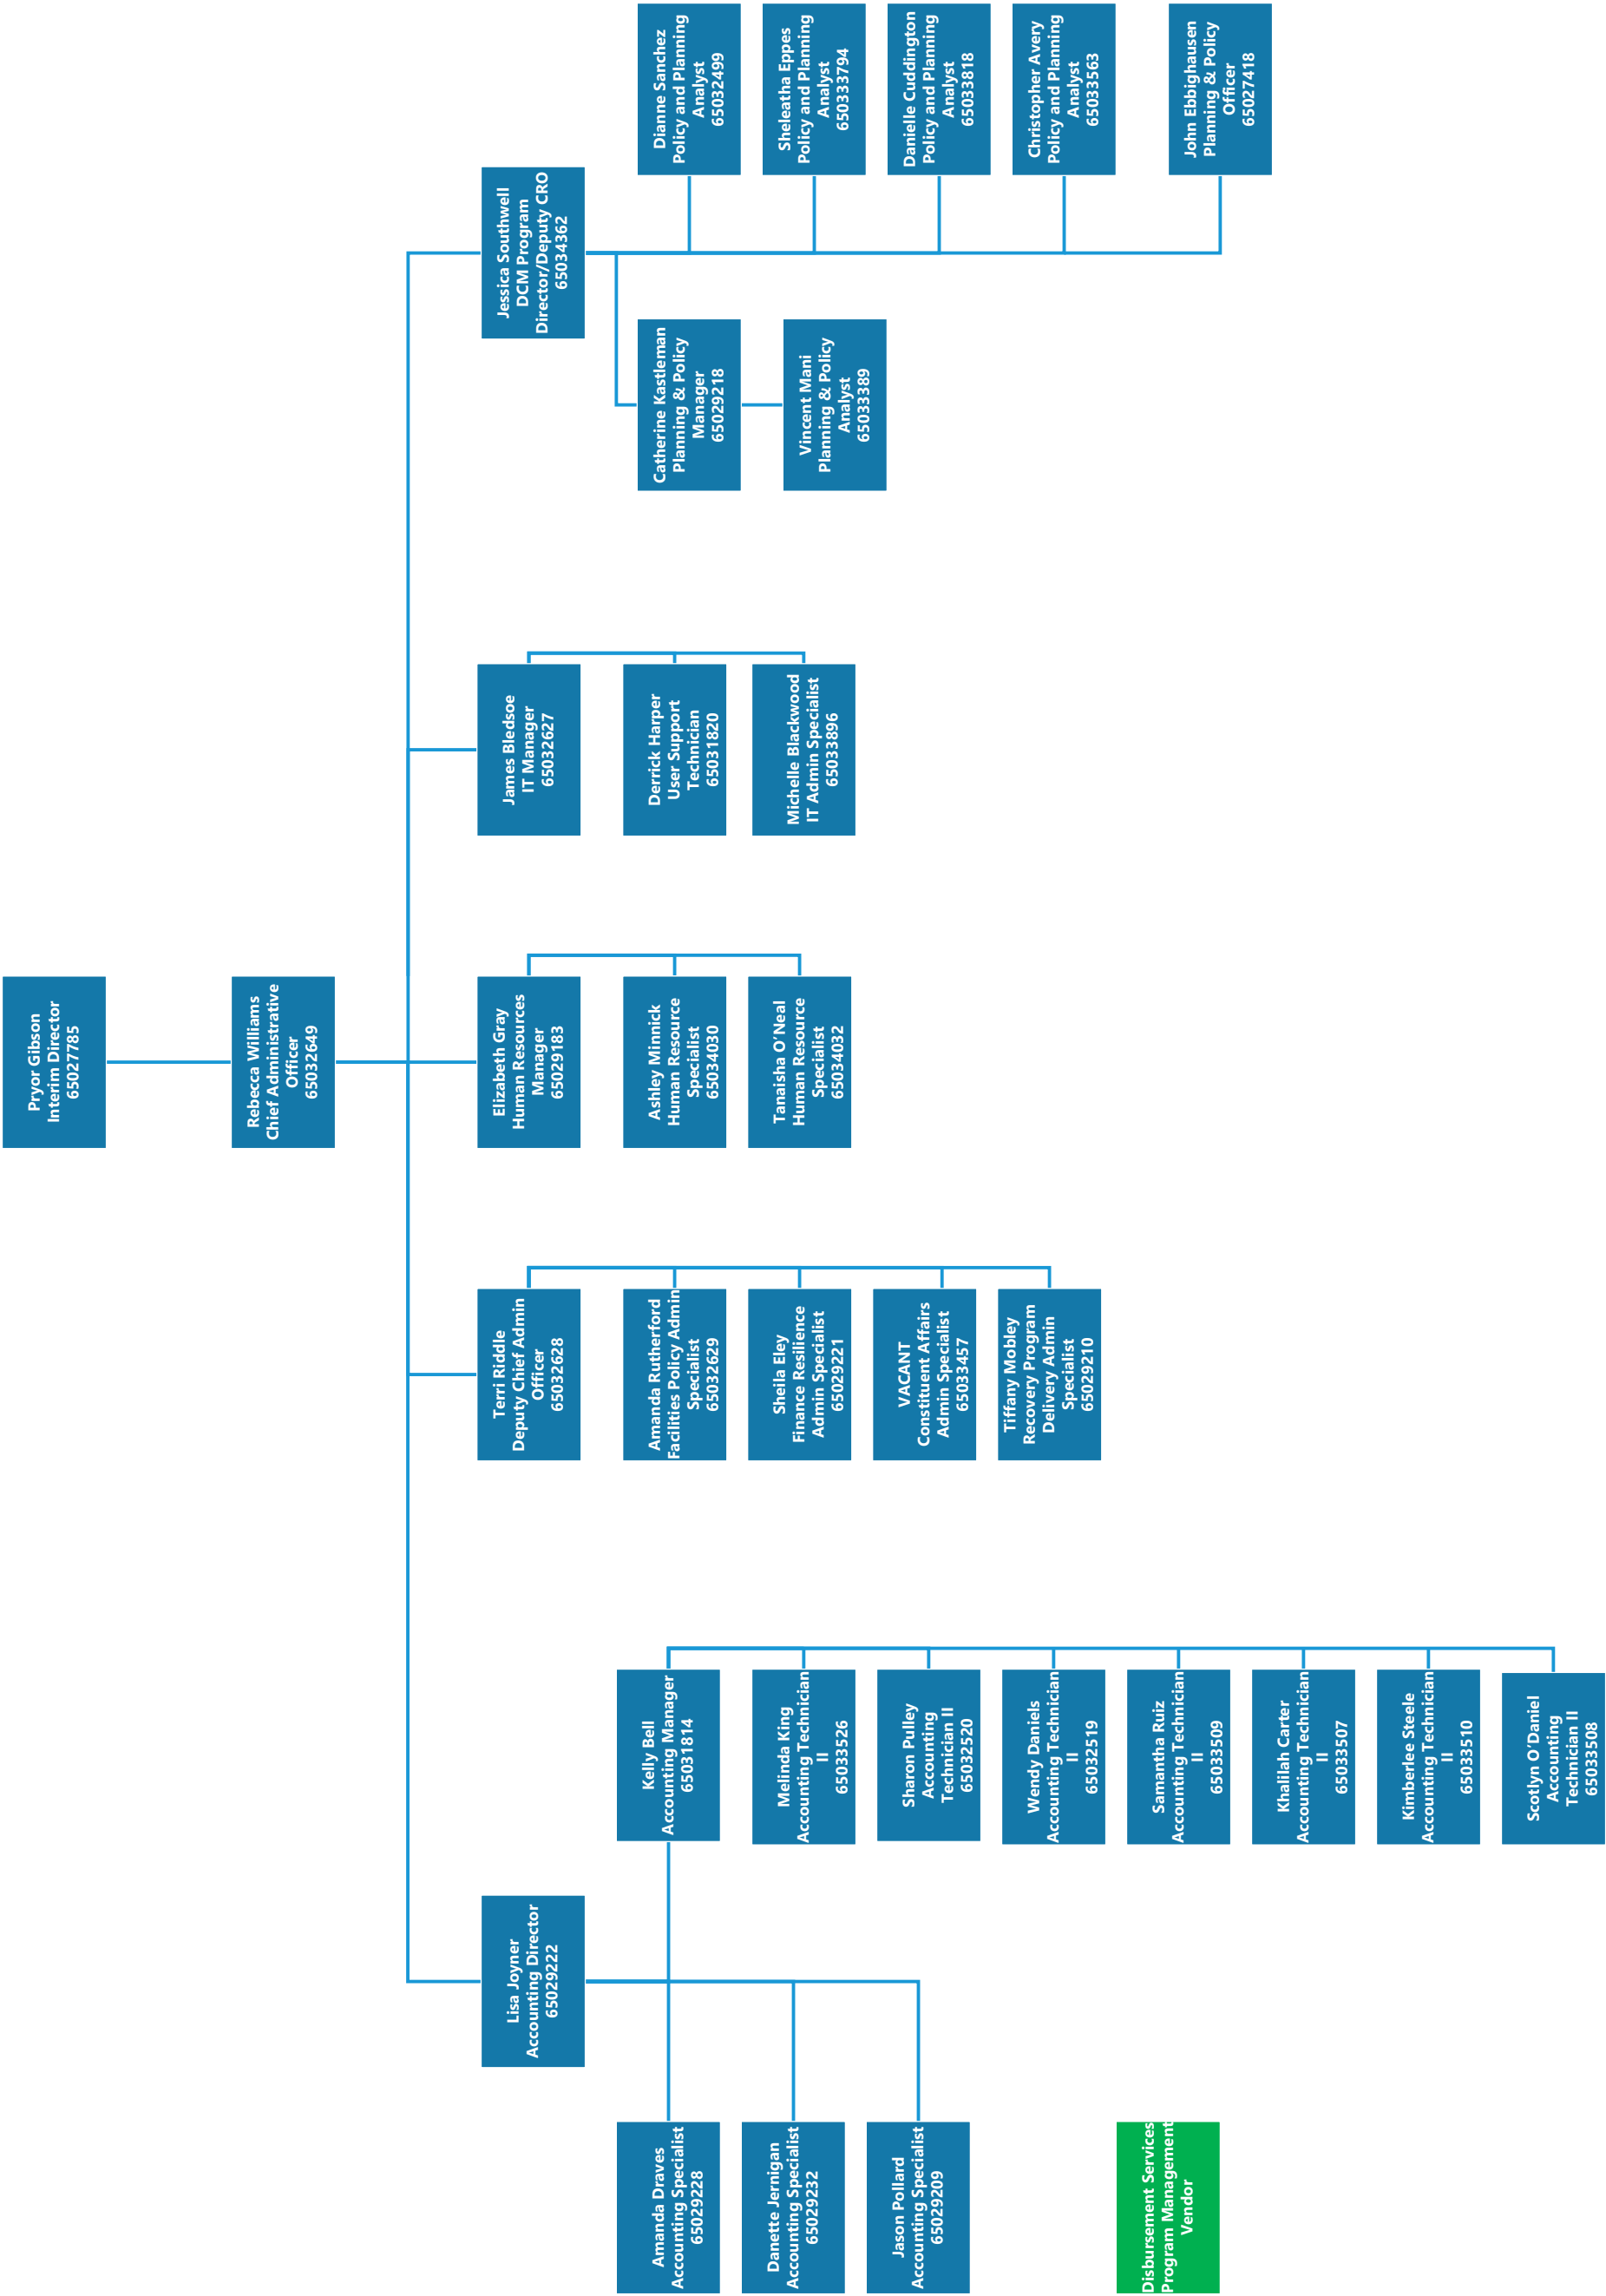 Pryor Gibson
Interim Director
65027785
Rebecca Williams
Chief Administrative
Officer
65032649
Lisa Joyner
Accounting Director
65029222
Terri Riddle
Deputy Chief Admin
Officer
65032628
Elizabeth Gray
Human Resources
Manager
65029183
James Bledsoe
IT Manager
65032627
Jessica Southwell
DCM Program
Director/Deputy CRO
65034362
Amanda Draves
Accounting Specialist
65029228
Danette Jernigan
Accounting Specialist
65029232
Jason Pollard
Accounting Specialist
65029209
Disbursement Services
Program Management
Vendor
Kelly Bell
Accounting Manager
65031814
Melinda King
Accounting Technician
II
65033526
Sharon Pulley
Accounting
Technician II
65032520
Wendy Daniels
Accounting Technician
II
65032519
Samantha Ruiz
Accounting Technician
II
65033509
Khalilah Carter
Accounting Technician
II
65033507
Kimberlee Steele
Accounting Technician
II
65033510
Scotlyn O’Daniel
Accounting
Technician II
65033508
Amanda Rutherford
Facilities Policy Admin
Specialist
65032629
Sheila Eley
Finance Resilience
Admin Specialist
65029221
VACANT
Constituent Affairs
Admin Specialist
65033457
Tiffany Mobley
Recovery Program
Delivery Admin
Specialist
65029210
Ashley Minnick
Human Resource
Specialist
65034030
Tanaisha O’Neal
Human Resource
Specialist
65034032
Derrick Harper
User Support
Technician
65031820
Michelle Blackwood
IT Admin Specialist
65033896
Catherine Kastleman
Planning & Policy
Manager
65029218
Vincent Mani
Planning & Policy
Analyst
65033389
Dianne Sanchez
Policy and Planning
Analyst
65032499
Sheleatha Eppes
Policy and Planning
Analyst
650333794
Danielle Cuddington
Policy and Planning
Analyst
65033818
Christopher Avery
Policy and Planning
Analyst
65033563
John Ebbighausen
Planning & Policy
Officer
65027418